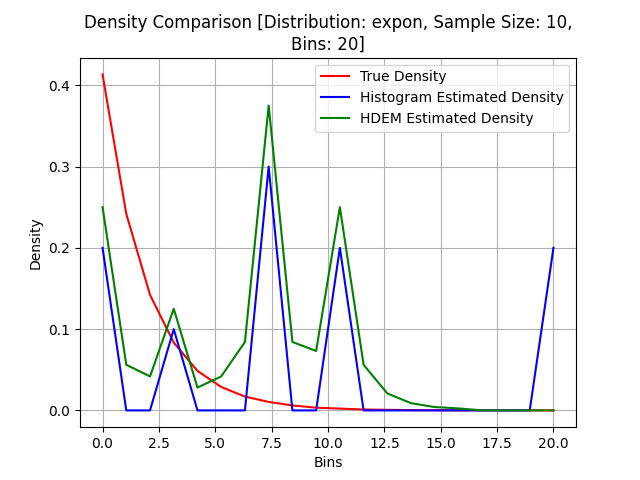 Density Comparison [Distribution: expon, Sample Size: 10,
Bins: 20]
True Density
Histogram Estimated Density
HDEM Estimated Density
Density
0.4
0.3
0.2
0.1
0.0
0.0 2.5 5.0 7.5 10.0 12.5 15.0 17.5 20.0
Bins